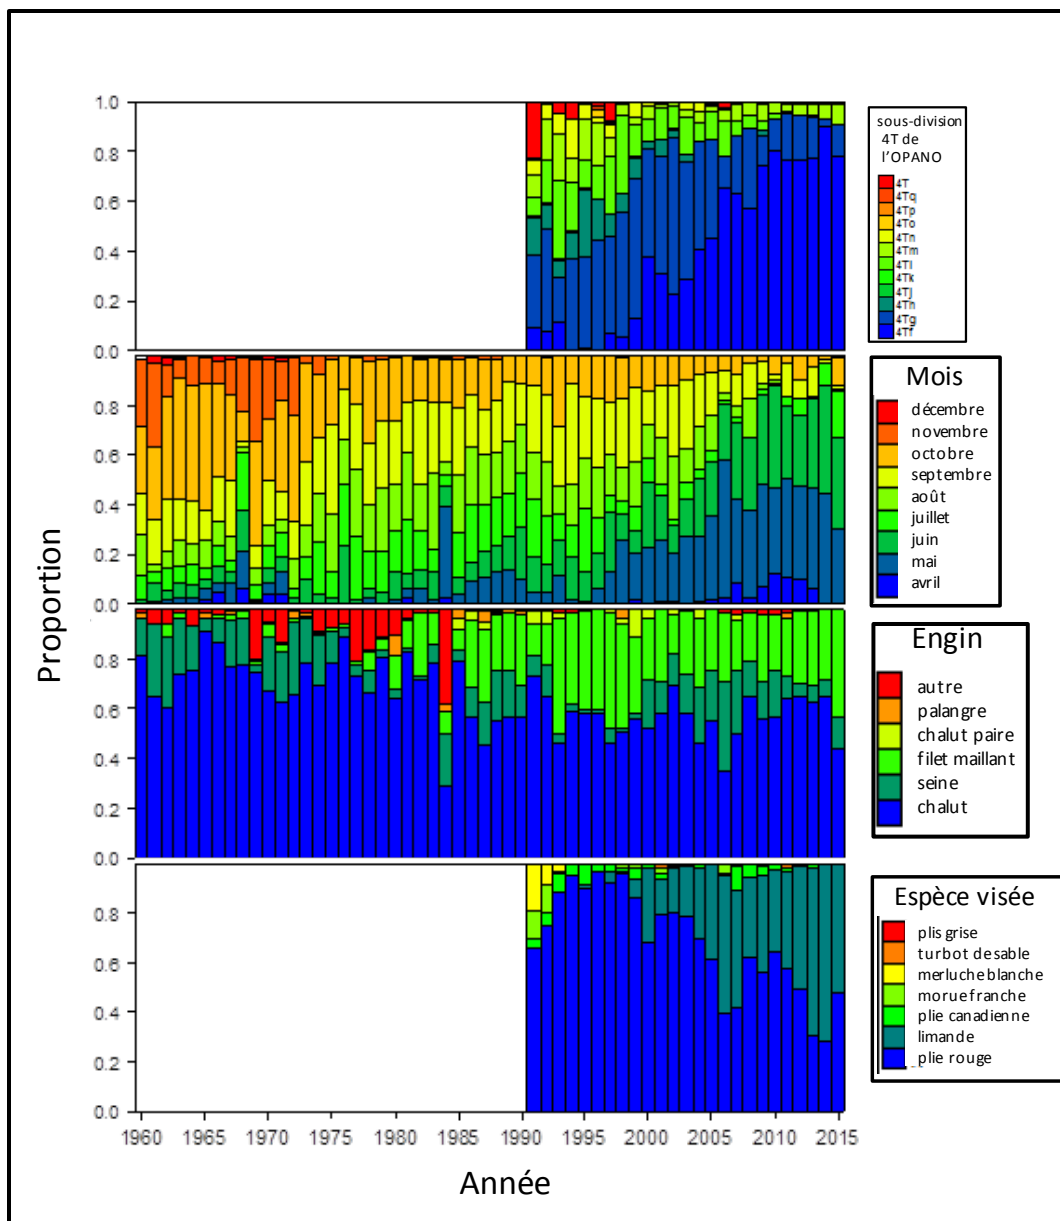 Proportion
1.0
0.8
0.6
0.4
0.2
0.0
sous-division
4T de
l'OPANO
4T
4Tq
4Tp
4To
4Tn
4Tm
4Tl
4Tk
4Tj
4Th
4Tg
4Tf
0.8
0.6
0.4
0.2
0.0
Mois
décembre
novembre
octobre
septembre
août
juillet
juin
mai
avril
0.8
0.6
0.4
0.2
0.0
Engin
autre
palangre
chalut paire
filet maillant
seine
chalut
0.8
0.6
0.4
0.2
0.0
Espèce visée
plis grise
turbot de sable
merluche blanche
morue franche
plie canadienne
limande
plie rouge
1960 1965 1970 1975 1980 1985 1990 1995 2000 2005 2010 2015
Année